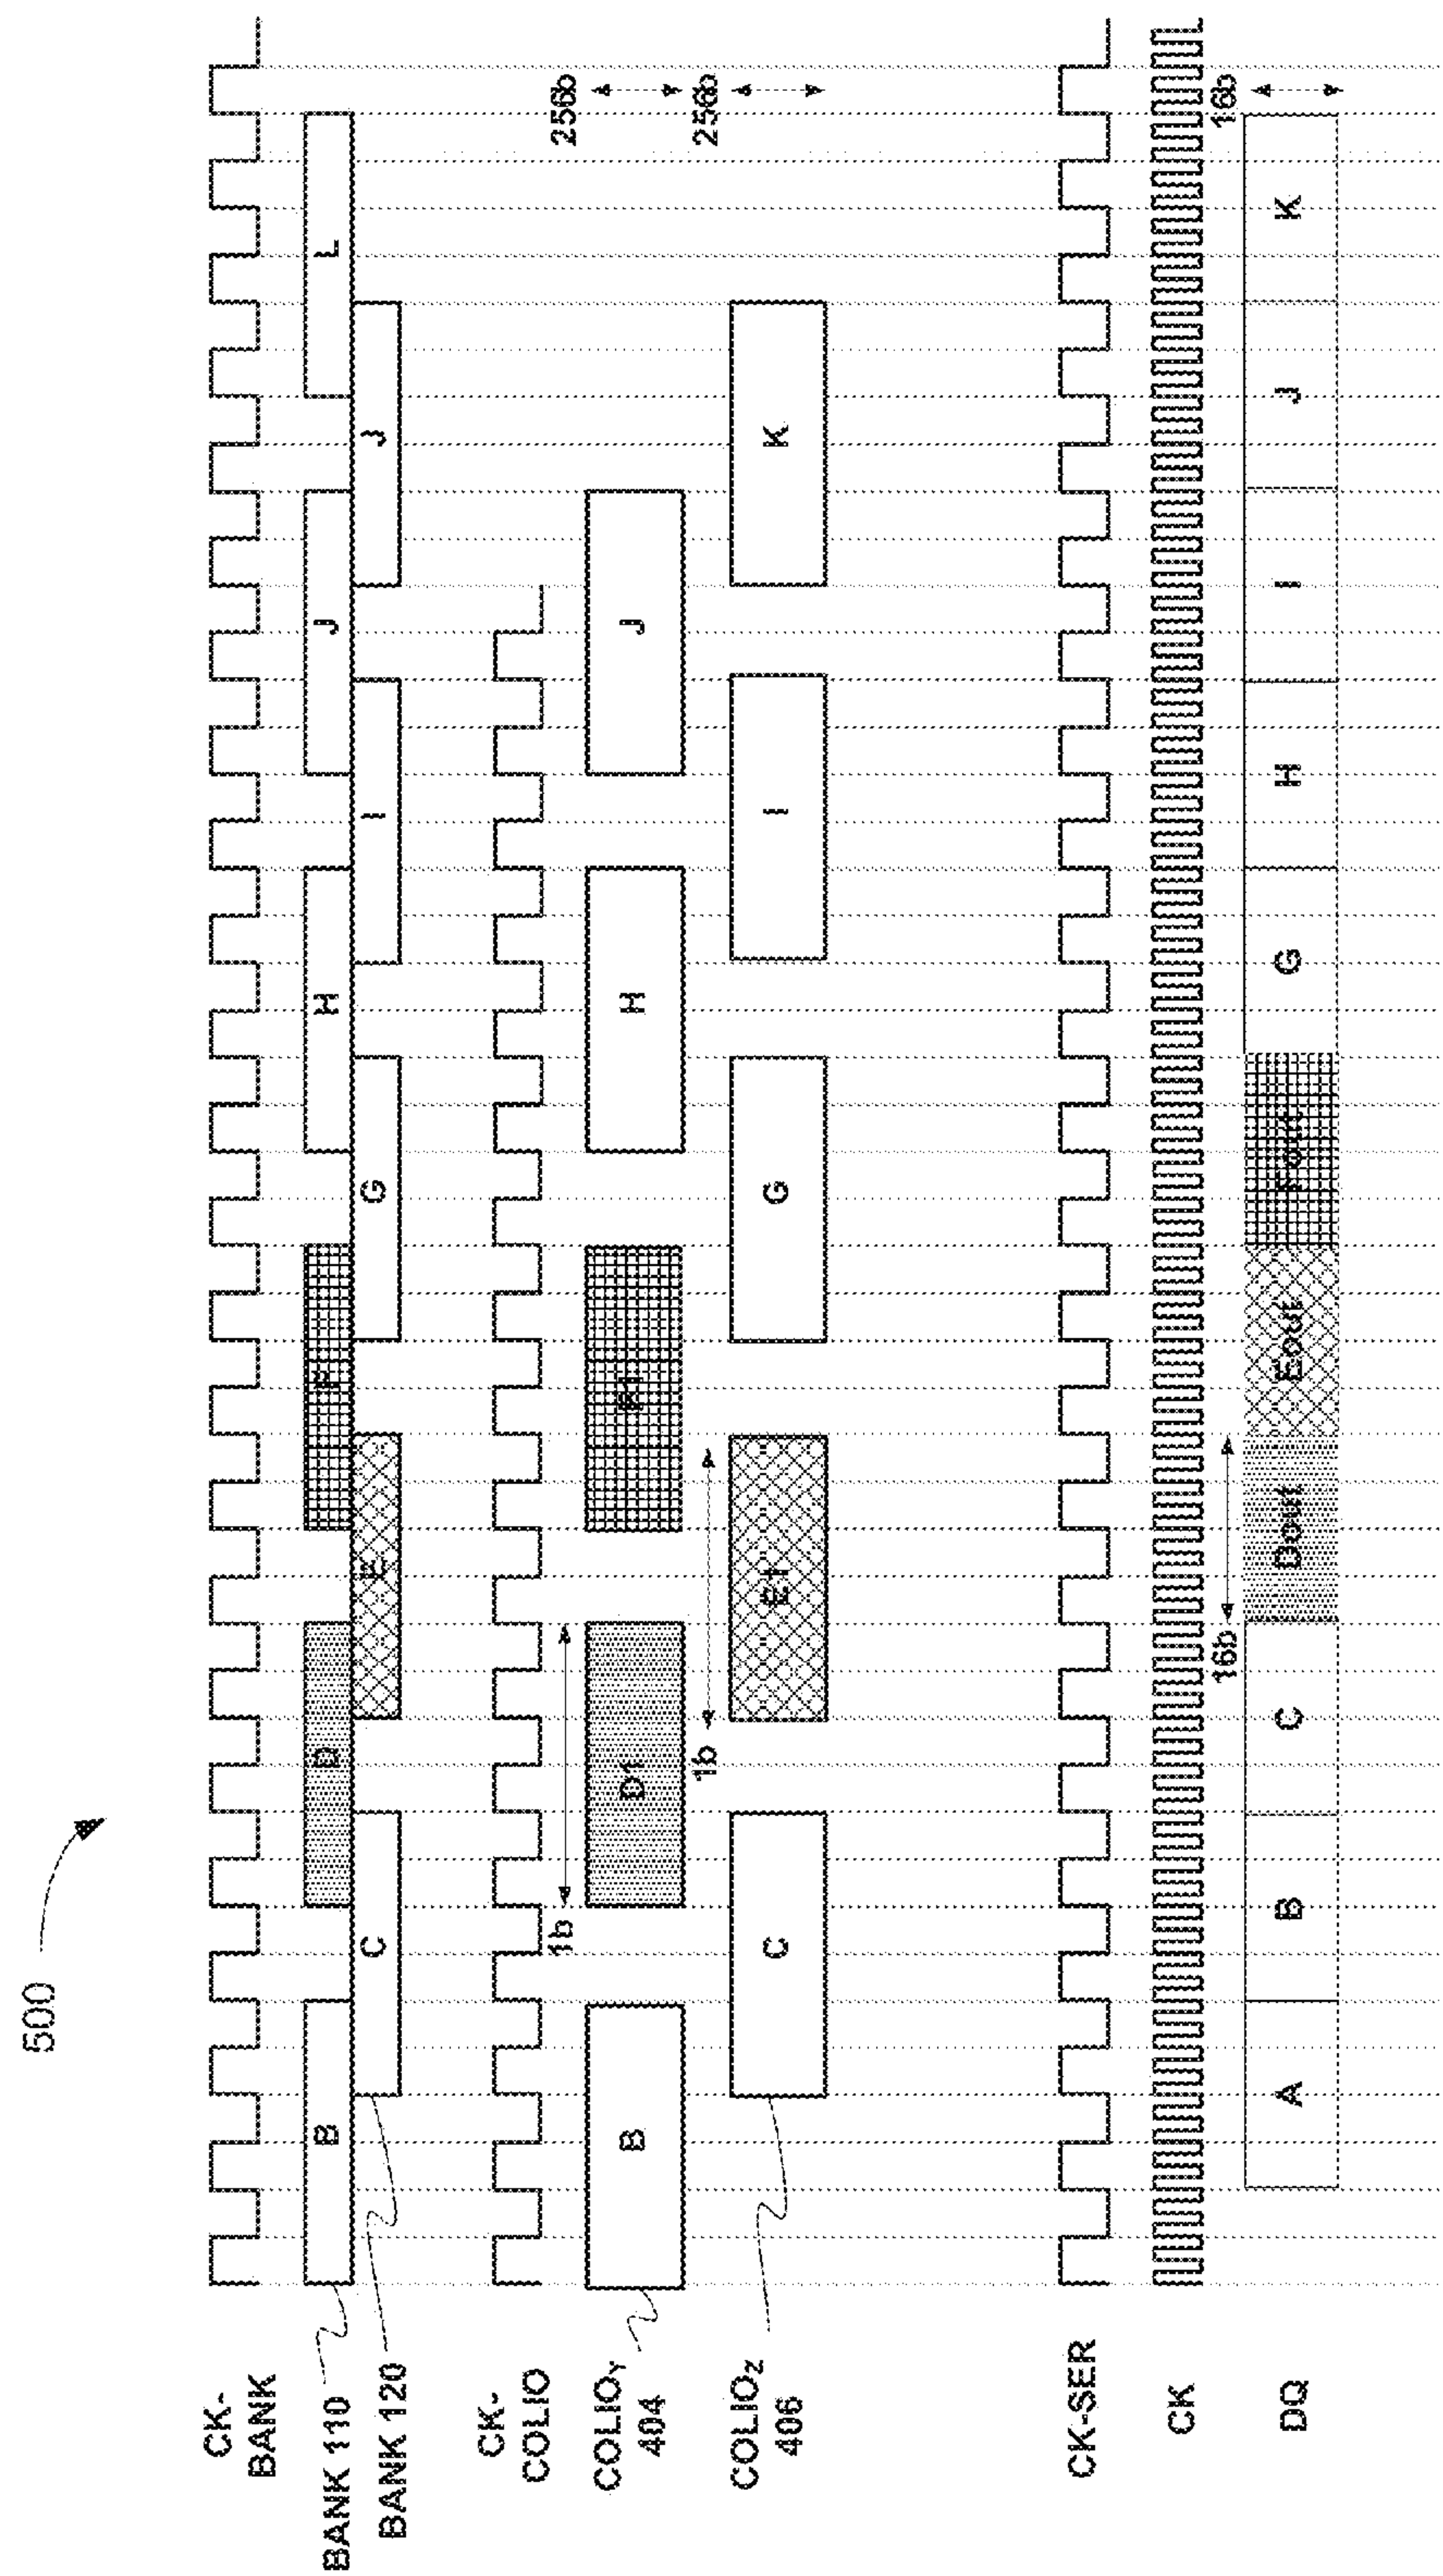 500
CK-
BANK
BANK 110
B
D
F
H
J
L
BANK 120
C
E
G
I
J
CK-
COLIO
1b
256b
COLIOY
404
B
D1
F1
H
J
1b
256b
COLIOZ
406
C
E1
G
I
K
CK-SER
CK
16b
16b
DQ
A
B
C
Dout
Eout
Fout
G
H
I
J
K